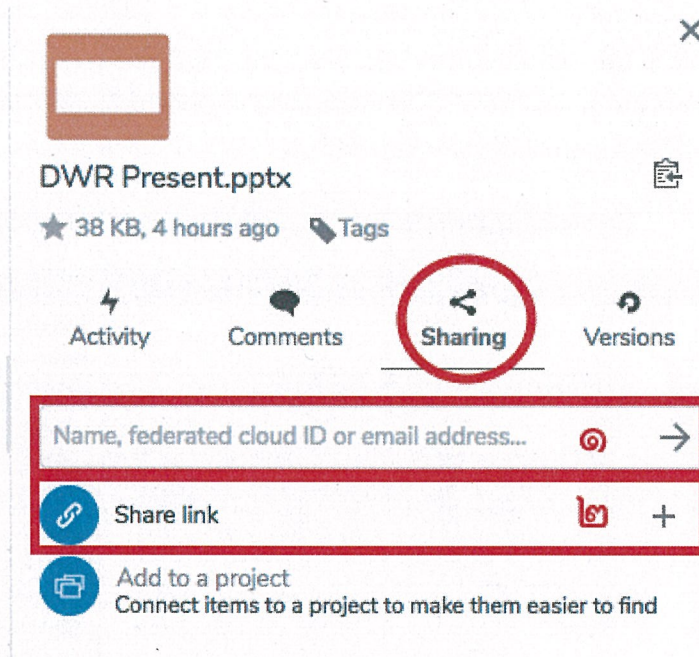 DWR Present.pptx
38 KB, 4 hours ago Tags
Activity Comments Sharing Versions
Name, federated cloud ID or email address... ๑
Share link ๒
Add to a project
Connect items to a project to make them easier to find